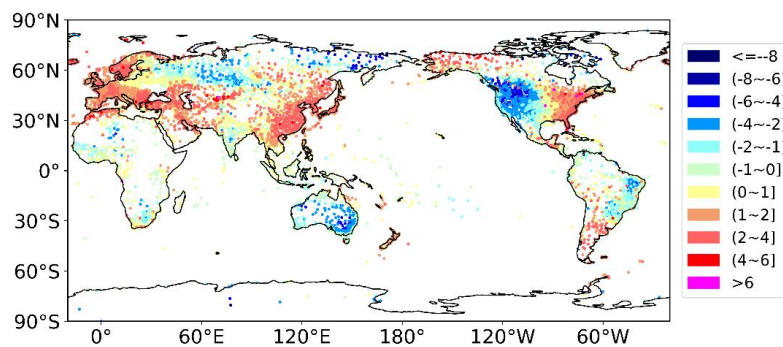 90°N
60°N
30°N
0°
30°S
60°S
90°S
0° 60°E 120°E 180° 120°W 60°W
<=--8
(-8~-6]
(-6~-4]
(-4~-2]
(-2~-1]
(-1~0]
(0~1]
(1~2]
(2~4]
(4~6]
>6